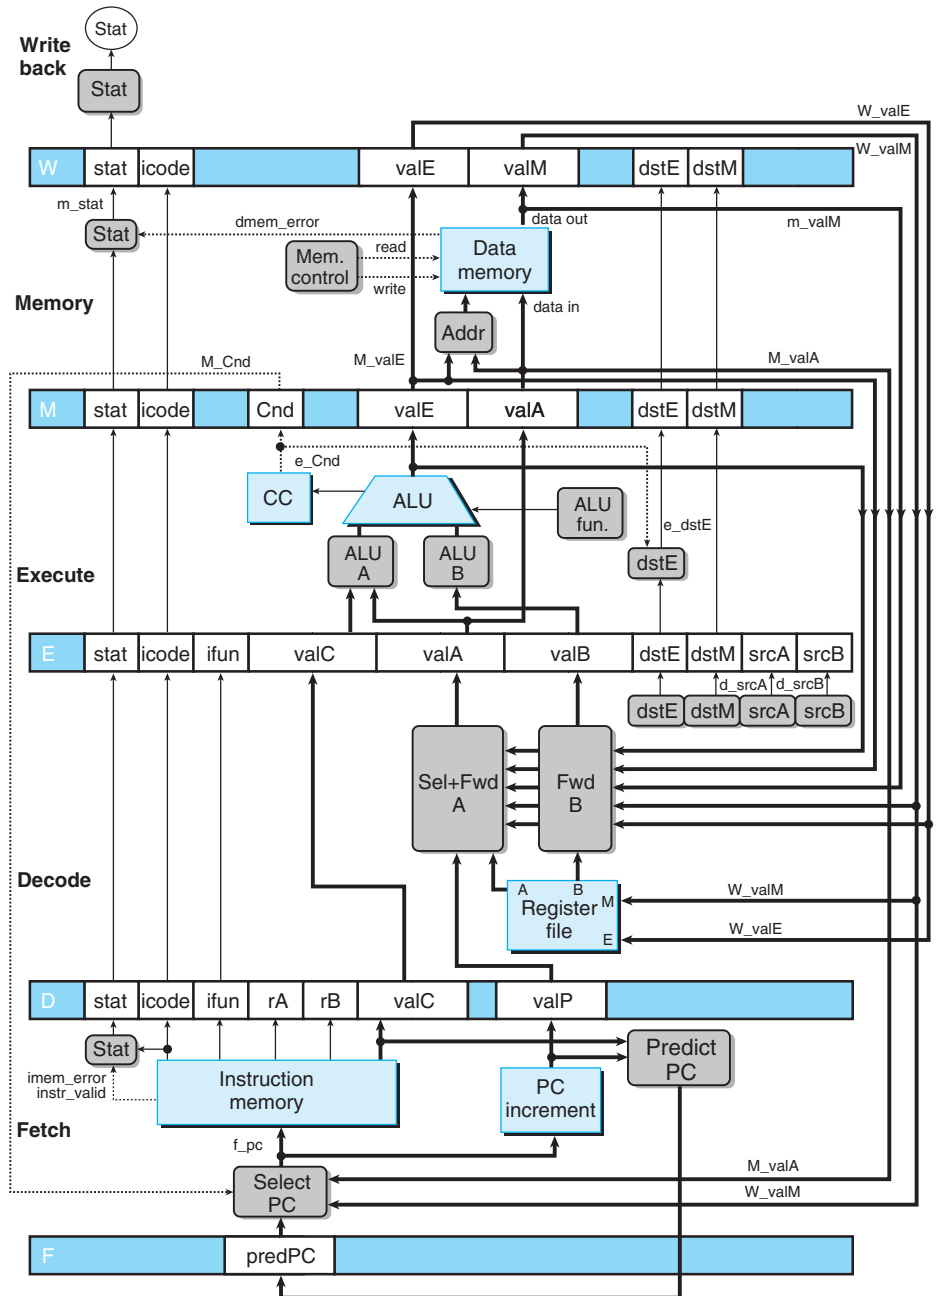 Stat
Write
back
Stat
W_valE
W_valM
W stat icode valE valM dstE dstM
m_stat
data out
m_valM
Stat
dmem_error
read
Mem.
control
write
Data
memory
Memory
data in
Addr
M_Cnd
M_valE
M_valA
M stat icode Cnd valE valA dstE dstM
e_Cnd
CC
ALU
ALU
fun.
e_dstE
ALU
A
ALU
B
dstE
Execute
E stat icode ifun valC valA valB dstE dstM srcA srcB
d_srcA d_srcB
dstE dstM srcA srcB
Sel+Fwd
A
Fwd
B
Decode
A B
Register
file
M
E
W_valM
W_valE
D stat icode ifun rA rB valC valP
Stat
Predict
PC
imem_error
instr_valid
Instruction
memory
PC
increment
Fetch
f_pc
M_valA
Select
PC
W_valM
F predPC